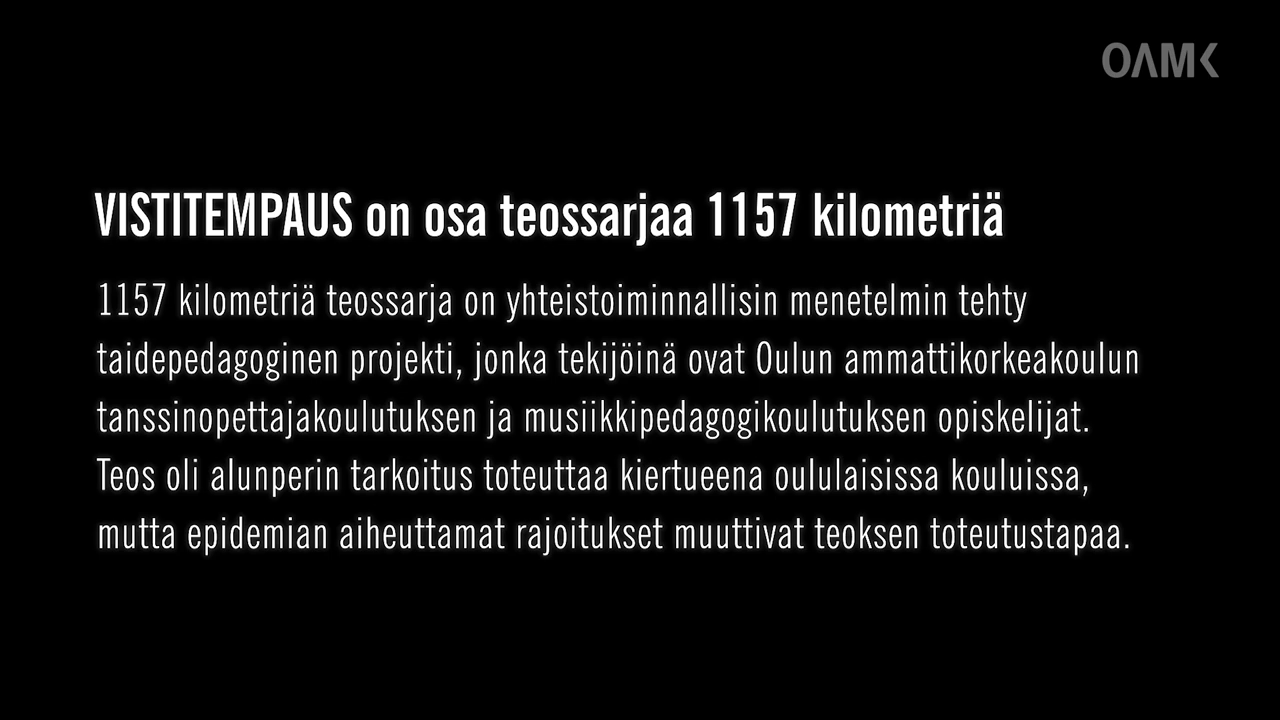 OAMK
VISTITEMPAUS on osa teossarjaa 1157 kilometriä
1157 kilometriä teossarja on yhteistoiminnallisin menetelmin tehty
taidepedagoginen projekti, jonka tekijöinä ovat Oulun ammattikorkeakoulun
tanssinopettajakoulutuksen ja musiikkipedagogikoulutuksen opiskelijat.
Teos oli alunperin tarkoitus toteuttaa kiertueena oululaisissa kouluissa,
mutta epidemian aiheuttamat rajoitukset muuttivat teoksen toteutustapaa.